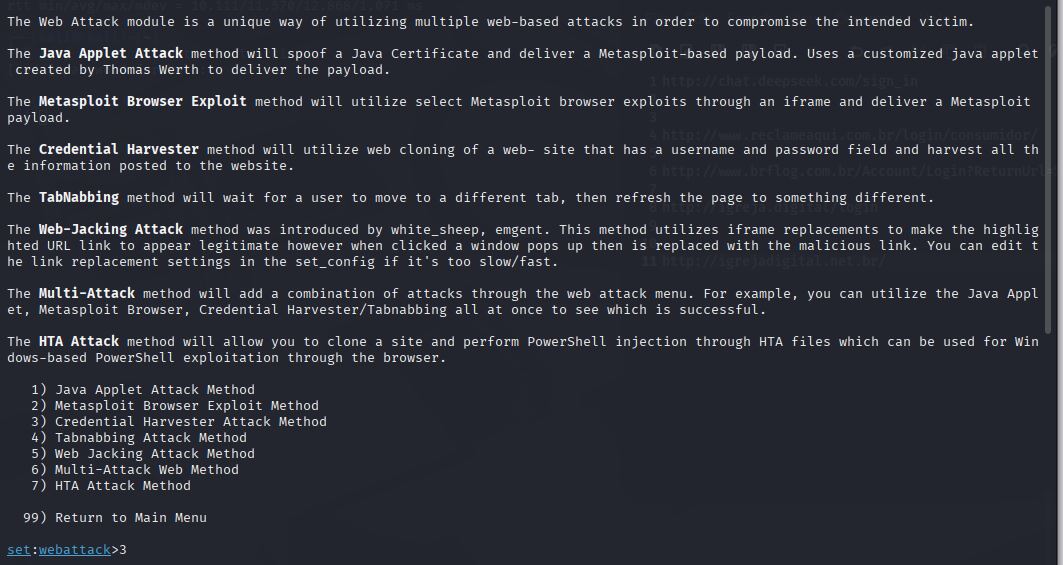 rtt min/avg/max/mdev = 10.111/11.570/12.868/1.071 ms
The Web Attack module is a unique way of utilizing multiple web-based attacks in order to compromise the intended victim.
The Java Applet Attack method will spoof a Java Certificate and deliver a Metasploit-based payload. Uses a customized java applet
created by Thomas Werth to deliver the payload.
1 http://chat.deepseek.com/sign_in
The Metasploit Browser Exploit method will utilize select Metasploit browser exploits through an iframe and deliver a Metasploit
payload.
3
4 http://www.reclameaqui.com.br/login/consumidor/
The Credential Harvester method will utilize web cloning of a web- site that has a username and password field and harvest all th
e information posted to the website.
6 http://www.brflog.com.br/Account/Login?ReturnUrl=
7
The TabNabbing method will wait for a user to move to a different tab, then refresh the page to something different.
8 http://igreja.digital/login
The Web-Jacking Attack method was introduced by white_sheep, emgent. This method utilizes iframe replacements to make the highlig
hted URL link to appear legitimate however when clicked a window pops up then is replaced with the malicious link. You can edit t
he link replacement settings in the set_config if it's too slow/fast.
11 http://igrejadigital.net.br/
The Multi-Attack method will add a combination of attacks through the web attack menu. For example, you can utilize the Java Appl
et, Metasploit Browser, Credential Harvester/Tabnabbing all at once to see which is successful.
The HTA Attack method will allow you to clone a site and perform PowerShell injection through HTA files which can be used for Win
dows-based PowerShell exploitation through the browser.
1) Java Applet Attack Method
2) Metasploit Browser Exploit Method
3) Credential Harvester Attack Method
4) Tabnabbing Attack Method
5) Web Jacking Attack Method
6) Multi-Attack Web Method
7) HTA Attack Method
99) Return to Main Menu
set:webattack>3